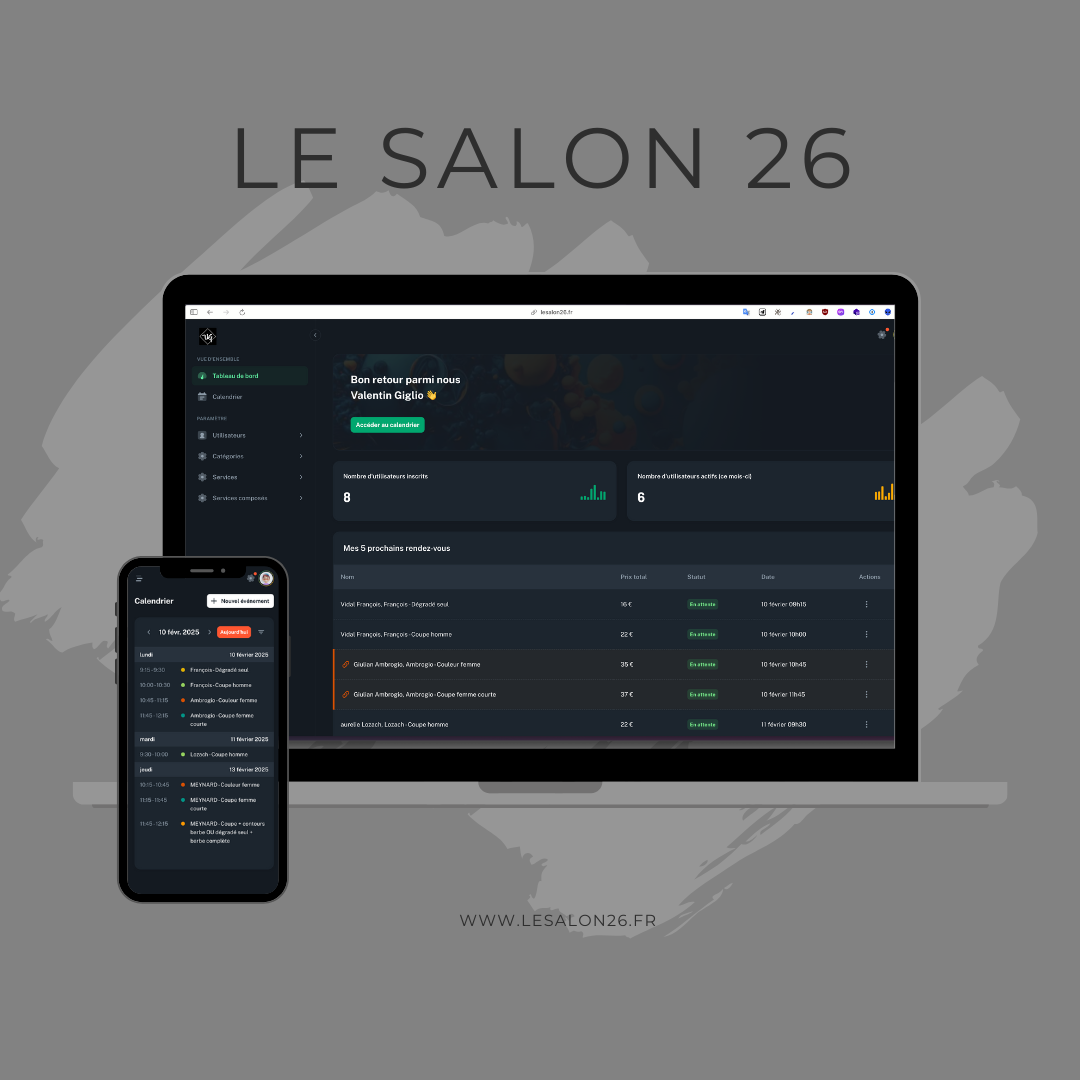 LE SALON 26
lesalon26.fr
VUE D'ENSEMBLE
Tableau de bord
Calendrier
PARAMÈTRE
Utilisateurs
Catégories
Services
Services composés
Bon retour parmi nous
Valentin Giglio 👋
Accéder au calendrier
Nombre d'utilisateurs inscrits
8
Nombre d'utilisateurs actifs (ce mois-ci)
6
Mes 5 prochains rendez-vous
Nom Prix total Statut Date Actions
Vidal François, François - Dégradé seul 16 € En attente 10 février 09h15
Vidal François, François - Coupe homme 22 € En attente 10 février 10h00
Giulian Ambrogio, Ambrogio - Couleur femme 35 € En attente 10 février 10h45
Giulian Ambrogio, Ambrogio - Coupe femme courte 37 € En attente 10 février 11h45
aurelie Lozach, Lozach - Coupe homme 22 € En attente 11 février 09h30
Calendrier + Nouvel événement
10 févr. 2025 Aujourd'hui
lundi 10 février 2025
9:15 - 9:30 François - Dégradé seul
10:00 - 10:30 François - Coupe homme
10:45 - 11:15 Ambrogio - Couleur femme
11:45 - 12:15 Ambrogio - Coupe femme
courte
mardi 11 février 2025
9:30 - 10:00 Lozach - Coupe homme
jeudi 13 février 2025
10:15 - 10:45 MEYNARD - Couleur femme
11:15 - 11:45 MEYNARD - Coupe femme
courte
11:45 - 12:15 MEYNARD - Coupe + contours
barbe OU dégradé seul +
barbe complète
WWW.LESALON26.FR